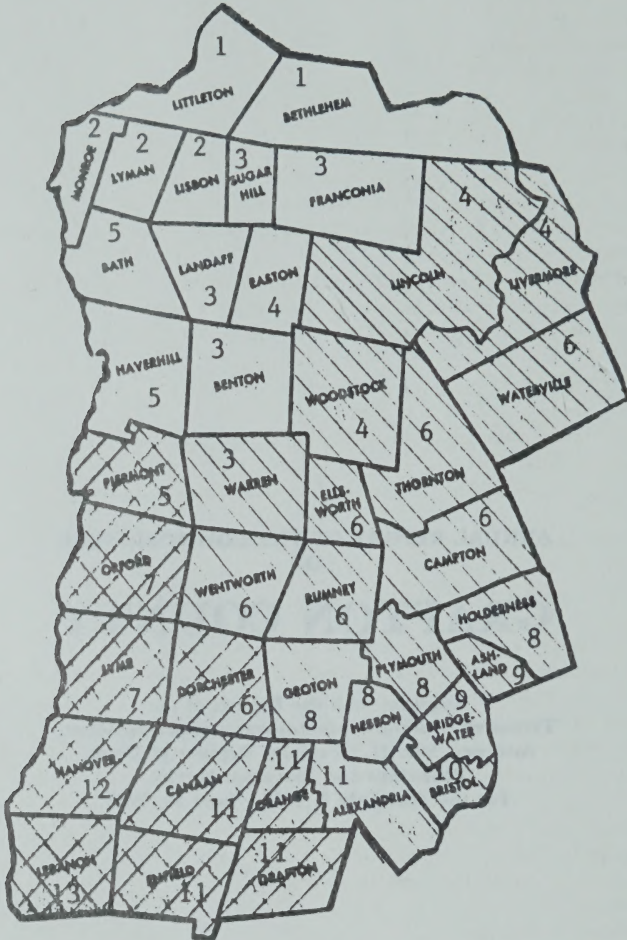 1
LITTLETON
1
BETHLEHEM
2
MONROE
2
LYMAN
2
LISBON
3
SUGAR
HILL
3
FRANCONIA
4
LINCOLN
4
LIVERMORE
5
BATH
LANDAFF
3
EASTON
4
HAVERHILL
5
3
BENTON
WOODSTOCK
4
6
WATERVILLE
6
THORNTON
PIERMONT
5
3
WARREN
ELLS-
WORTH
6
6
CAMPTON
ORFORD
7
WENTWORTH
6
RUMNEY
6
HOLDERNESS
8
LYME
7
DORCHESTER
6
GROTON
8
PLYMOUTH
8
ASH-
LAND
9
8
HEBRON
9
BRIDGE-
WATER
HANOVER
12
CANAAN
11
11
ORANGE
11
ALEXANDRIA
10
BRISTOL
LEBANON
13
ENFIELD
11
11
GRAFTON